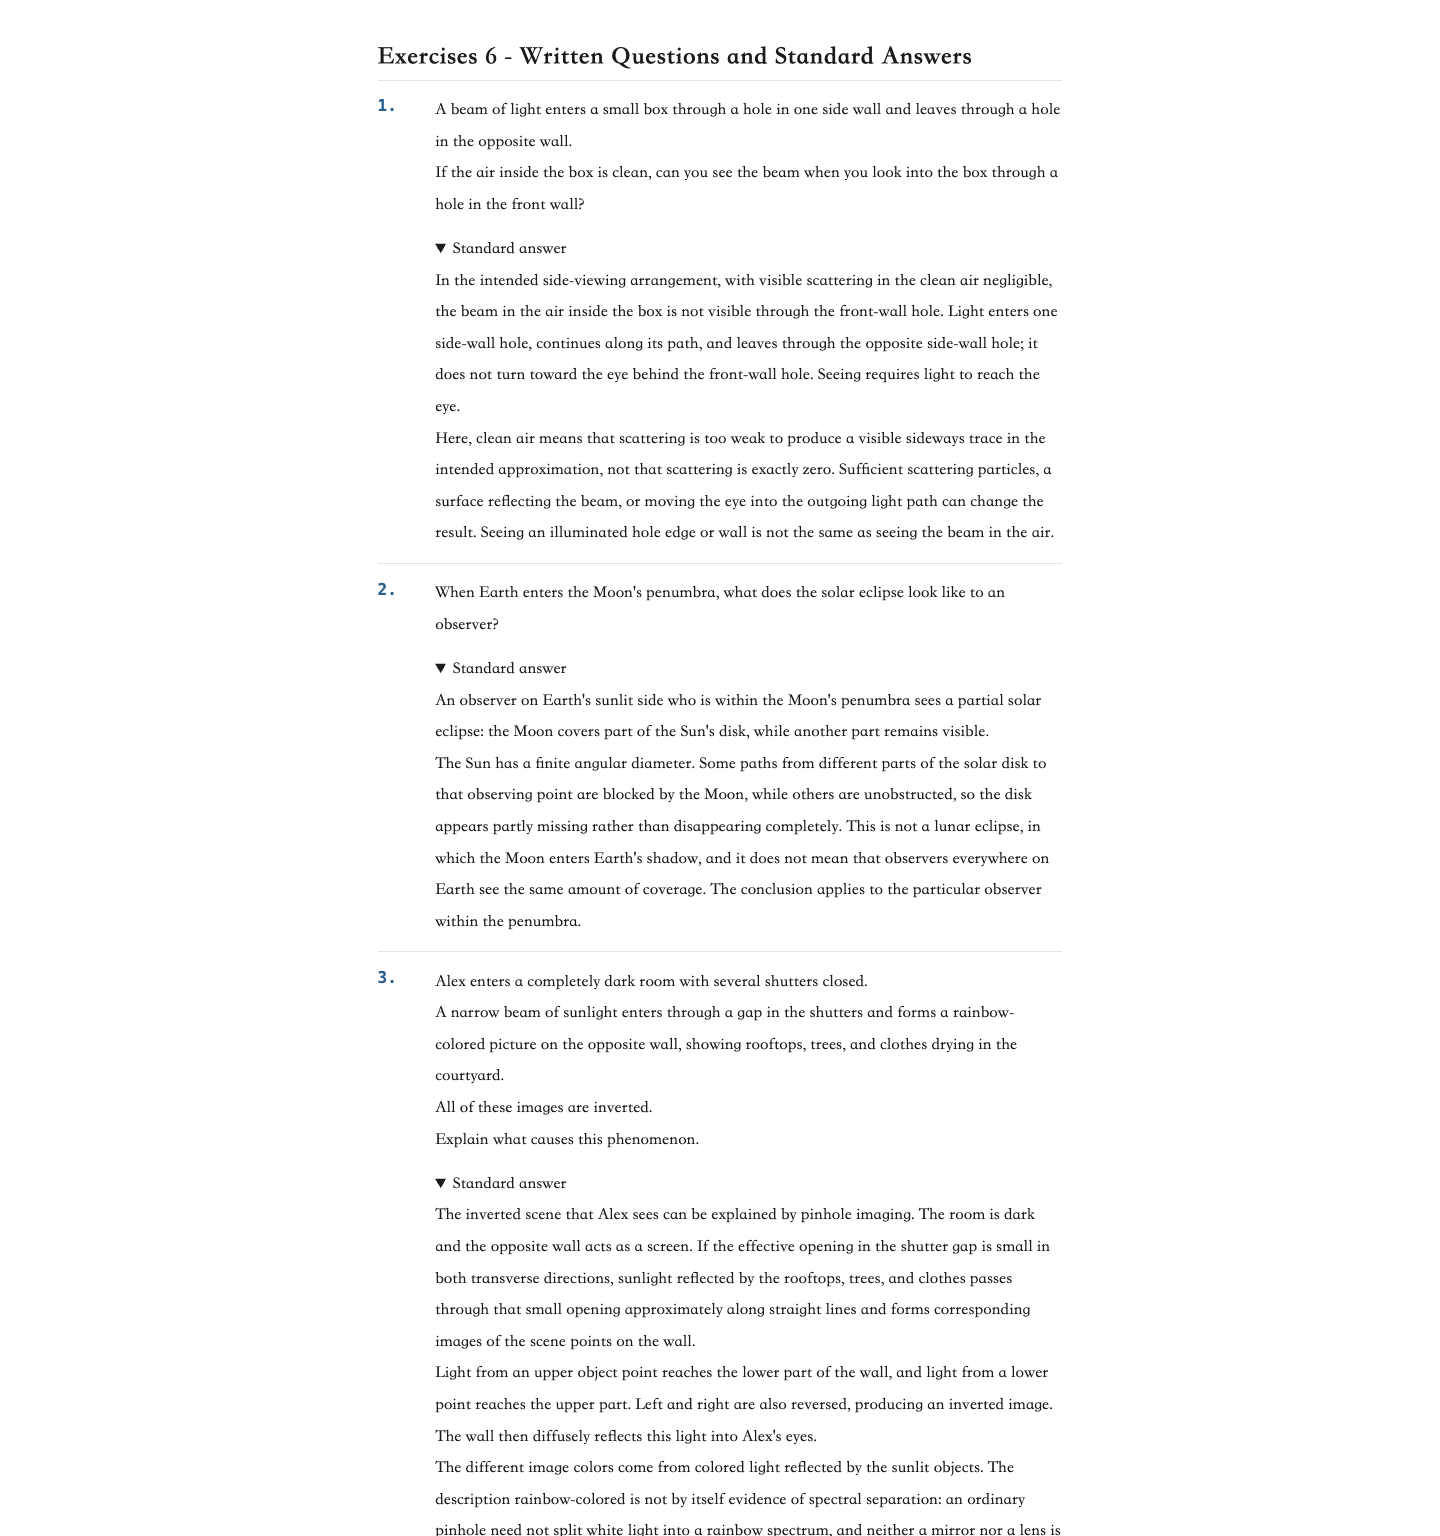 Exercises 6 - Written Questions and Standard Answers
1.
A beam of light enters a small box through a hole in one side wall and leaves through a hole
in the opposite wall.
If the air inside the box is clean, can you see the beam when you look into the box through a
hole in the front wall?
▼ Standard answer
In the intended side-viewing arrangement, with visible scattering in the clean air negligible,
the beam in the air inside the box is not visible through the front-wall hole. Light enters one
side-wall hole, continues along its path, and leaves through the opposite side-wall hole; it
does not turn toward the eye behind the front-wall hole. Seeing requires light to reach the
eye.
Here, clean air means that scattering is too weak to produce a visible sideways trace in the
intended approximation, not that scattering is exactly zero. Sufficient scattering particles, a
surface reflecting the beam, or moving the eye into the outgoing light path can change the
result. Seeing an illuminated hole edge or wall is not the same as seeing the beam in the air.
2.
When Earth enters the Moon's penumbra, what does the solar eclipse look like to an
observer?
▼ Standard answer
An observer on Earth's sunlit side who is within the Moon's penumbra sees a partial solar
eclipse: the Moon covers part of the Sun's disk, while another part remains visible.
The Sun has a finite angular diameter. Some paths from different parts of the solar disk to
that observing point are blocked by the Moon, while others are unobstructed, so the disk
appears partly missing rather than disappearing completely. This is not a lunar eclipse, in
which the Moon enters Earth's shadow, and it does not mean that observers everywhere on
Earth see the same amount of coverage. The conclusion applies to the particular observer
within the penumbra.
3.
Alex enters a completely dark room with several shutters closed.
A narrow beam of sunlight enters through a gap in the shutters and forms a rainbow-
colored picture on the opposite wall, showing rooftops, trees, and clothes drying in the
courtyard.
All of these images are inverted.
Explain what causes this phenomenon.
▼ Standard answer
The inverted scene that Alex sees can be explained by pinhole imaging. The room is dark
and the opposite wall acts as a screen. If the effective opening in the shutter gap is small in
both transverse directions, sunlight reflected by the rooftops, trees, and clothes passes
through that small opening approximately along straight lines and forms corresponding
images of the scene points on the wall.
Light from an upper object point reaches the lower part of the wall, and light from a lower
point reaches the upper part. Left and right are also reversed, producing an inverted image.
The wall then diffusely reflects this light into Alex's eyes.
The different image colors come from colored light reflected by the sunlit objects. The
description rainbow-colored is not by itself evidence of spectral separation: an ordinary
pinhole need not split white light into a rainbow spectrum, and neither a mirror nor a lens is